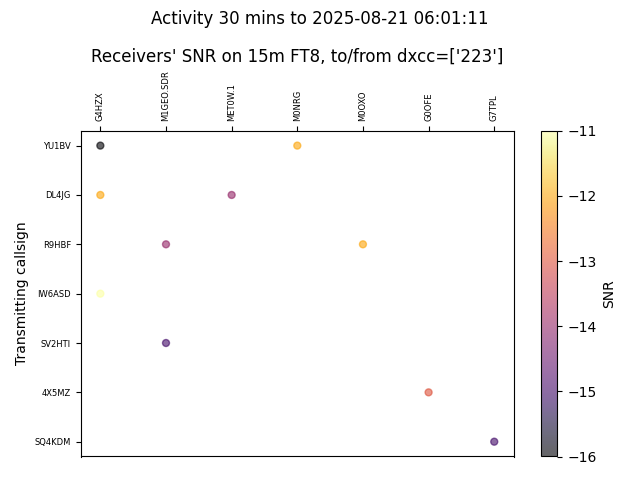 Activity 30 mins to 2025-08-21 06:01:11
Receivers' SNR on 15m FT8, to/from dxcc=['223']
G4HZX
M1GEO.SDR
MET0W.1
M0NRG
M0OXO
G0OFE
G7TPL
YU1BV
DL4JG
R9HBF
IW6ASD
SV2HTI
4X5MZ
SQ4KDM
Transmitting callsign
−11
−12
−13
−14
−15
−16
SNR